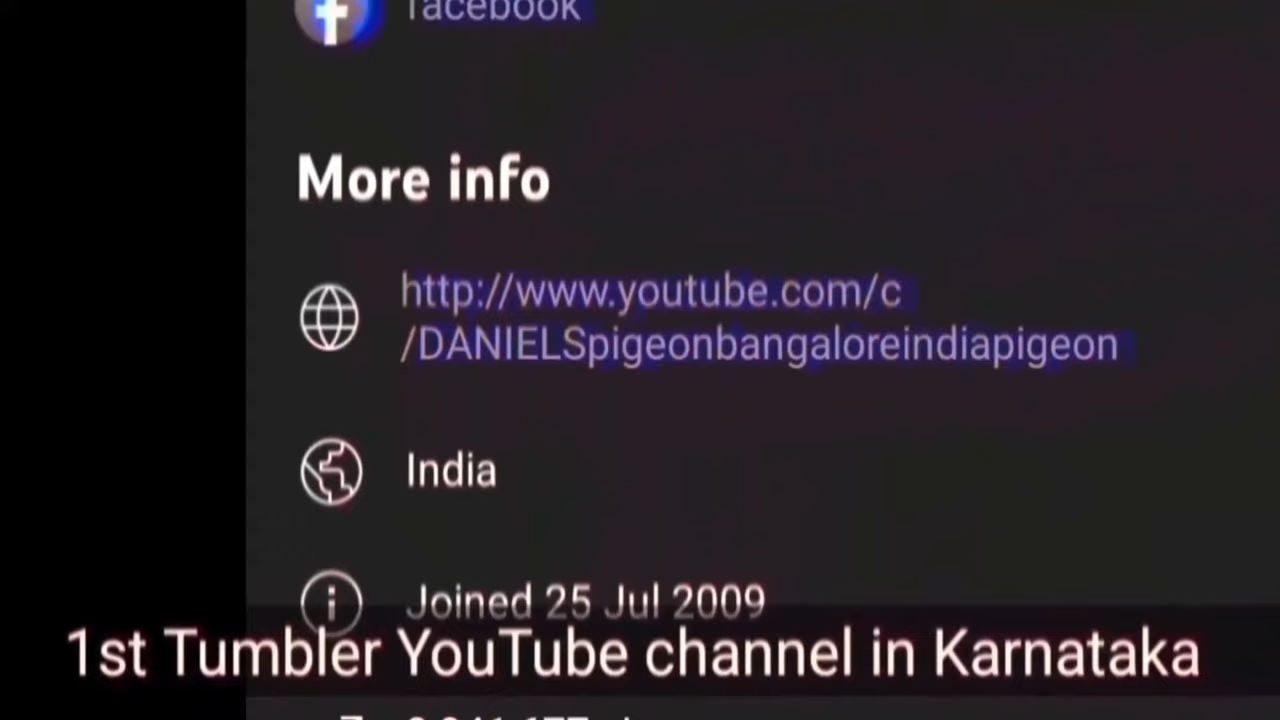 facebook
More info
http://www.youtube.com/c
/DANIELSpigeonbangaloreindiapigeon
India
Joined 25 Jul 2009
1st Tumbler YouTube channel in Karnataka